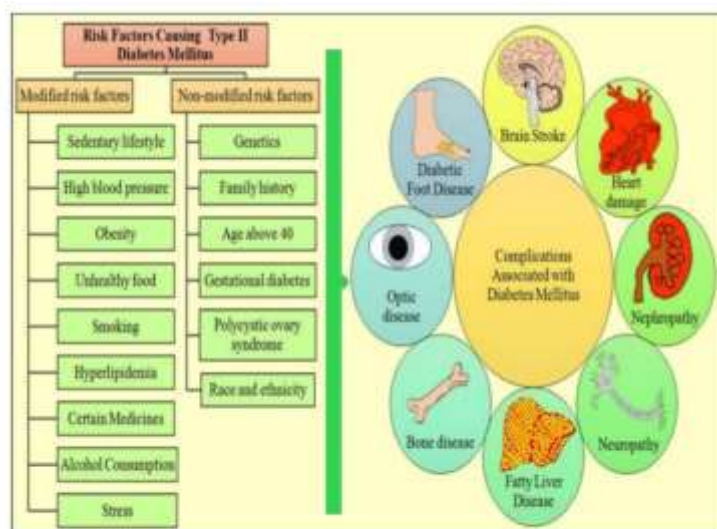 Risk Factors Causing Type II
Diabetes Mellitus
Modified risk factors
Non-modified risk factors
Sedentary lifestyle
High blood pressure
Obenity
Unhealthy food
Smoking
Hyperlipidemia
Certain Medicines
Alcohol Consumption
Stress
Genetics
Family history
Age above 40
Gestational diabetes
Polycystic ovary
syndrome
Race and ethnicity
Complications
Associated with
Diabetes Mellitus
Brain Stroke
Heart
damage
Nephropathy
Neuropathy
Fatty Liver
Disease
Bone disease
Optic
disease
Diabetic
Foot Disease